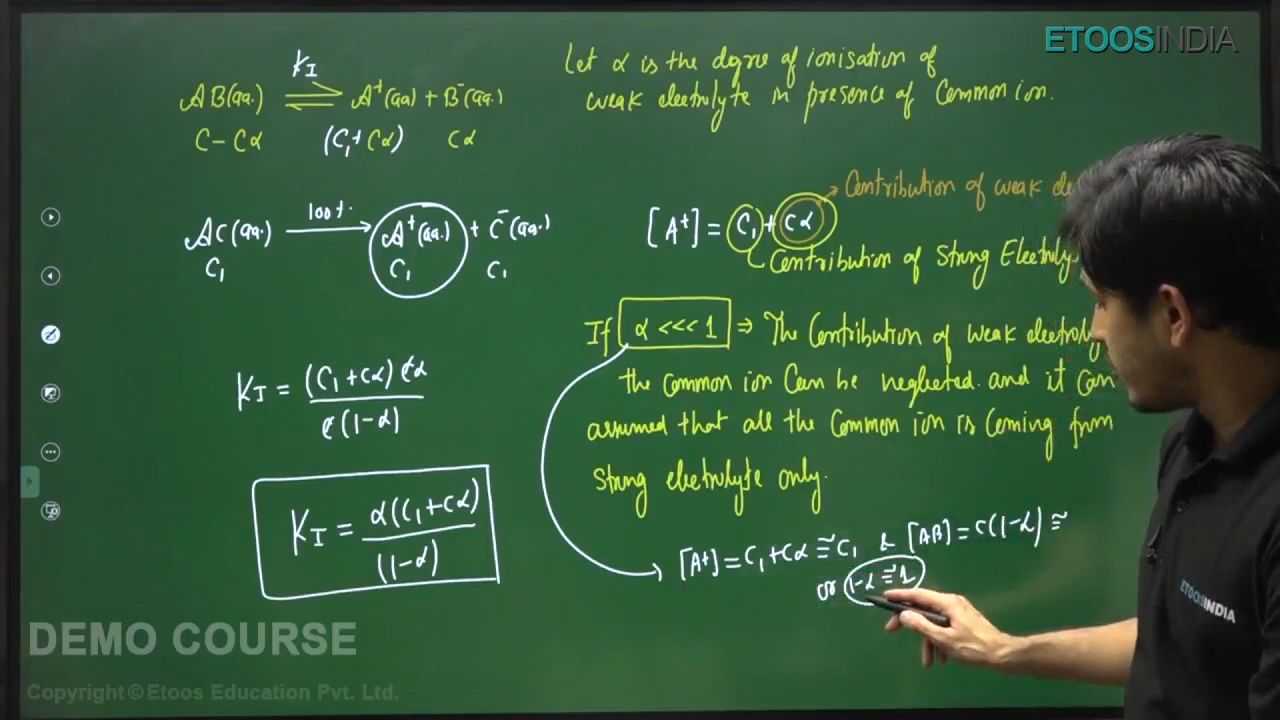 ETOOSINDIA
K_I
AB(aq.) ⇌ A⁺(aq) + B⁻(aq.)
C - Cα (C₁ + Cα) Cα
AC(aq.) 100%→ A⁺(aq.) + C⁻(aq.)
C₁ C₁ C₁
K_I = (C₁ + Cα) Cα / C(1-α)
K_I = α(C₁ + Cα) / (1-α)
Let α is the degree of ionisation of
weak electrolyte in presence of Common ion.
Contribution of weak
[A⁺] = C₁ + Cα
Contribution of Strong
If α <<< 1 ⇒ The Contribution of weak
the common ion Can be neglected. and it can
assumed that all the Common ion is Coming from
Strong electrolyte only.
[A⁺] = C₁ + Cα ≅ C₁ & [AB] = C(1-α) ≅
or 1-α ≅ 1
ETOOSINDIA
DEMO COURSE
Copyright © Etoos Education Pvt. Ltd.